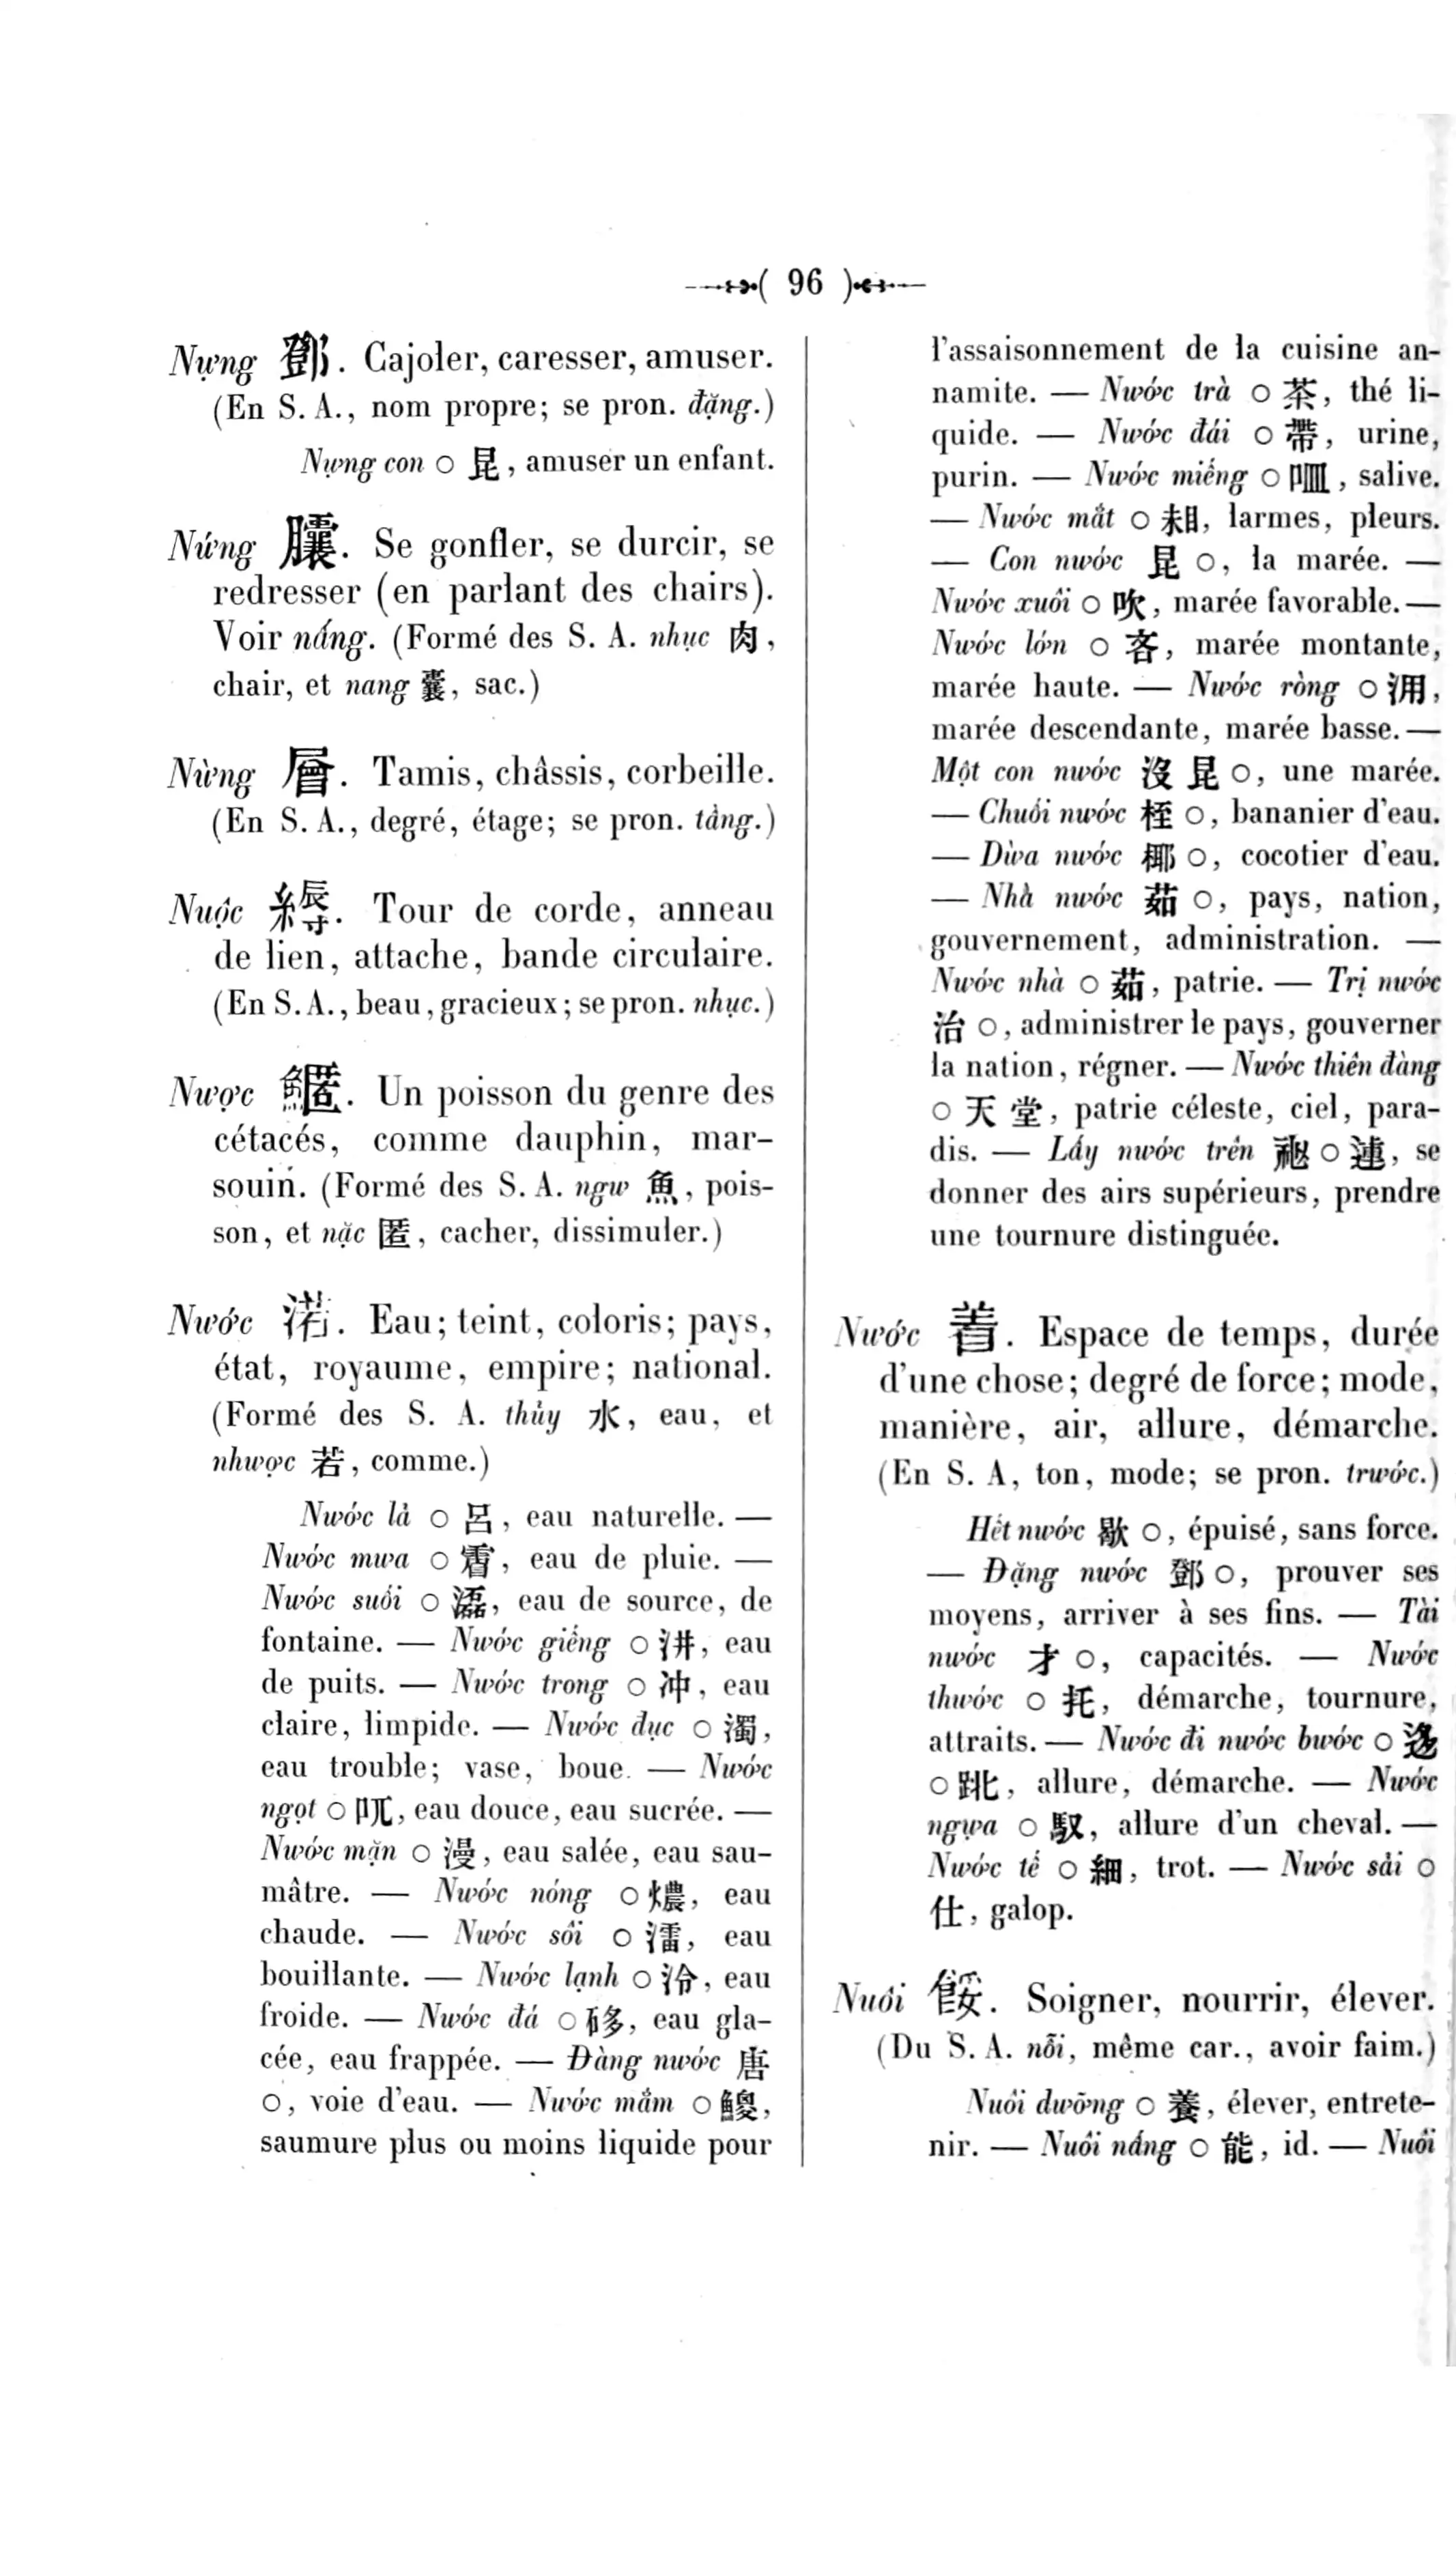 ( 96 )
Nựng 鄧. Cajoler, caresser, amuser.
(En S. A., nom propre; se pron. đặng.)
Nựng con ○ 昆, amuser un enfant.
Nứng 臢. Se gonfler, se durcir, se
redresser (en parlant des chairs).
Voir nấng. (Formé des S. A. nhục 肉,
chair, et nang 囊, sac.)
Nừng 層. Tamis, châssis, corbeille.
(En S. A., degré, étage; se pron. tầng.)
Nuộc 縟. Tour de corde, anneau
de lien, attache, bande circulaire.
(En S. A., beau, gracieux; se pron. nhục.)
Nược. Un poisson du genre des
cétacés, comme dauphin, mar-
souin. (Formé des S. A. ngư 魚, pois-
son, et nặc 匿, cacher, dissimuler.)
Nước 渃. Eau; teint, coloris; pays,
état, royaume, empire; national.
(Formé des S. A. thủy 水, eau, et
nhược 若, comme.)
Nước lả ○ 呂, eau naturelle. —
Nước mưa ○, eau de pluie. —
Nước suối ○, eau de source, de
fontaine. — Nước giếng ○ 汫, eau
de puits. — Nước trong ○ 冲, eau
claire, limpide. — Nước dục ○ 濁,
eau trouble; vase, boue. — Nước
ngọt ○, eau douce, eau sucrée. —
Nước mặn ○ 漫, eau salée, eau sau-
mâtre. — Nước nóng ○ 燶, eau
chaude. — Nước sôi ○, eau
bouillante. — Nước lạnh ○ 冷, eau
froide. — Nước đá ○, eau gla-
cée, eau frappée. — Đàng nước 唐
○, voie d'eau. — Nước mắm ○,
saumure plus ou moins liquide pour
l'assaisonnement de la cuisine an-
namite. — Nước trà ○ 茶, thé li-
quide. — Nước đái ○ 帶, urine,
purin. — Nước miếng ○ 𠰘, salive.
— Nước mắt ○, larmes, pleurs.
— Con nước 昆 ○, la marée. —
Nước xuôi ○ 吹, marée favorable. —
Nước lớn ○ 吝, marée montante,
marée haute. — Nước ròng ○,
marée descendante, marée basse. —
Một con nước 沒 昆 ○, une marée.
— Chuối nước 桎 ○, bananier d'eau.
— Dừa nước 椰 ○, cocotier d'eau.
— Nhà nước 茹 ○, pays, nation,
gouvernement, administration. —
Nước nhà ○ 茹, patrie. — Trị nước
治 ○, administrer le pays, gouverner
la nation, régner. — Nước thiên đàng
○ 天 堂, patrie céleste, ciel, para-
dis. — Lấy nước trên ○ 蓮, se
donner des airs supérieurs, prendre
une tournure distinguée.
Nước 着. Espace de temps, durée
d'une chose; degré de force; mode,
manière, air, allure, démarche.
(En S. A, ton, mode; se pron. trước.)
Hết nước 歇 ○, épuisé, sans force.
— Đặng nước 鄧 ○, prouver ses
moyens, arriver à ses fins. — Tài
nước 才 ○, capacités. — Nước
thước ○ 托, démarche, tournure,
attraits. — Nước đi nước bước ○
○, allure, démarche. — Nước
ngựa ○ 馭, allure d'un cheval. —
Nước tế ○ 細, trot. — Nước sải ○
仕, galop.
Nuôi 餒. Soigner, nourrir, élever.
(Du S. A. nỗi, même car., avoir faim.)
Nuôi dưỡng ○ 養, élever, entrete-
nir. — Nuôi nấng ○ 能, id. — Nuôi